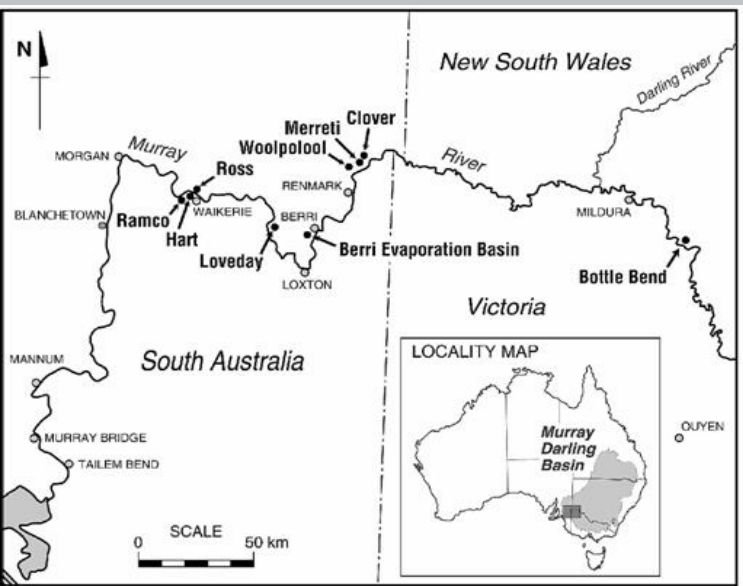 N
New South Wales
Darling River
Clover
Merreti
Woolpolool
Murray
River
MORGAN
Ross
RENMARK
WAIKERIE
MILDURA
BLANCHETOWN
Ramco
Hart
BERRI
Berri Evaporation Basin
Loveday
LOXTON
Bottle Bend
Victoria
South Australia
LOCALITY MAP
MANNUM
Murray
Darling
Basin
OUYEN
MURRAY BRIDGE
TAILEM BEND
SCALE
0 50 km